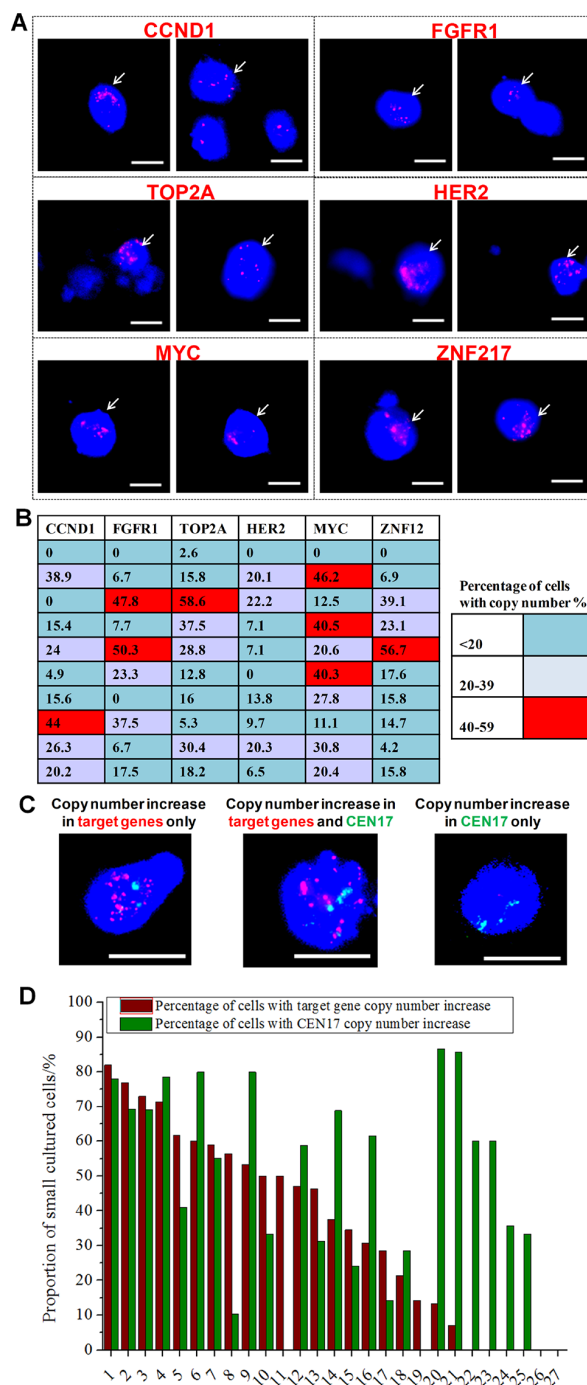 A
CCND1 FGFR1
TOP2A HER2
MYC ZNF217
B
CCND1 FGFR1 TOP2A HER2 MYC ZNF12
0 0 2.6 0 0 0
38.9 6.7 15.8 20.1 46.2 6.9
0 47.8 58.6 22.2 12.5 39.1
15.4 7.7 37.5 7.1 40.5 23.1
24 50.3 28.8 7.1 20.6 56.7
4.9 23.3 12.8 0 40.3 17.6
15.6 0 16 13.8 27.8 15.8
44 37.5 5.3 9.7 11.1 14.7
26.3 6.7 30.4 20.3 30.8 4.2
20.2 17.5 18.2 6.5 20.4 15.8
Percentage of cells
with copy number %
<20
20-39
40-59
C
Copy number increase
in target genes only
Copy number increase in
target genes and CEN17
Copy number increase
in CEN17 only
D
Percentage of cells with target gene copy number increase
Percentage of cells with CEN17 copy number increase
Proportion of small cultured cells/%
100
90
80
70
60
50
40
30
20
10
0
1 2 3 4 5 6 7 8 9 10 11 12 13 14 15 16 17 18 19 20 21 22 23 24 25 26 27